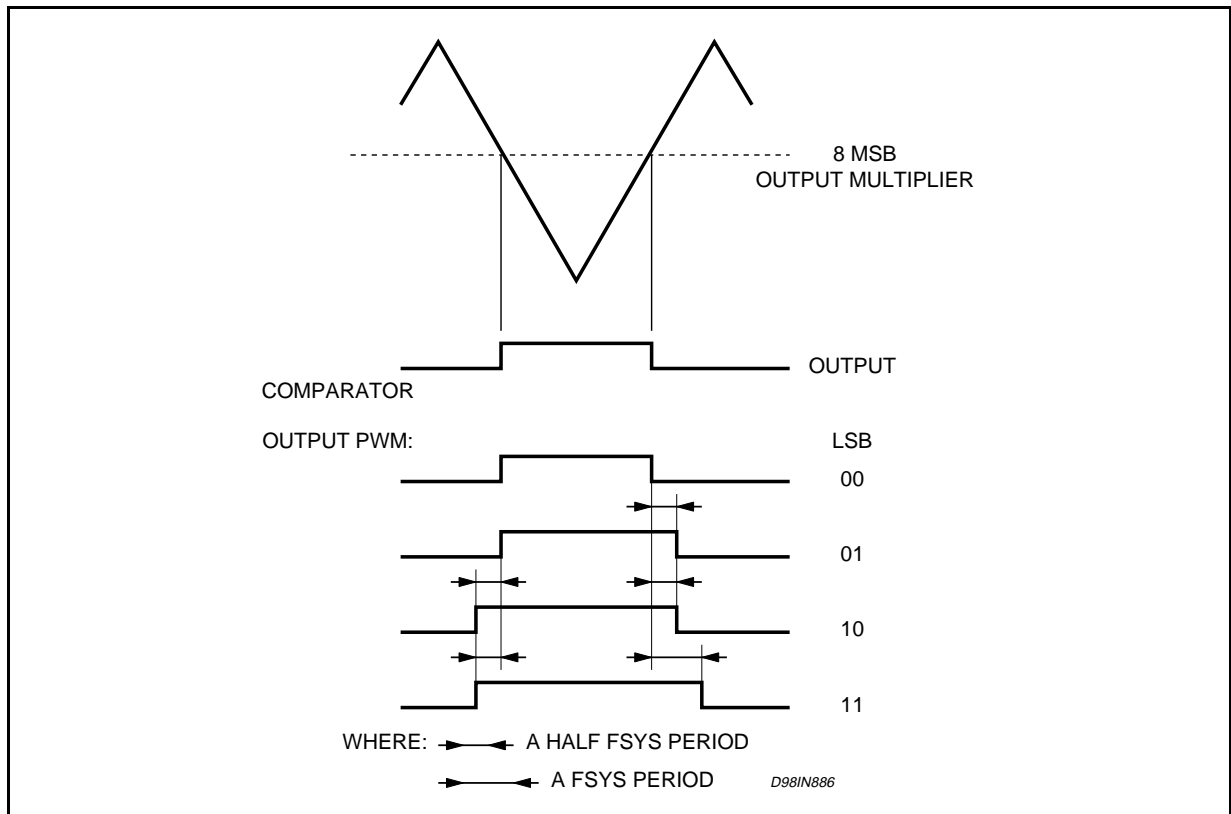 8 MSB
OUTPUT MULTIPLIER
OUTPUT
COMPARATOR
OUTPUT PWM:
LSB
00
01
10
11
WHERE: A HALF FSYS PERIOD
A FSYS PERIOD
D98IN886